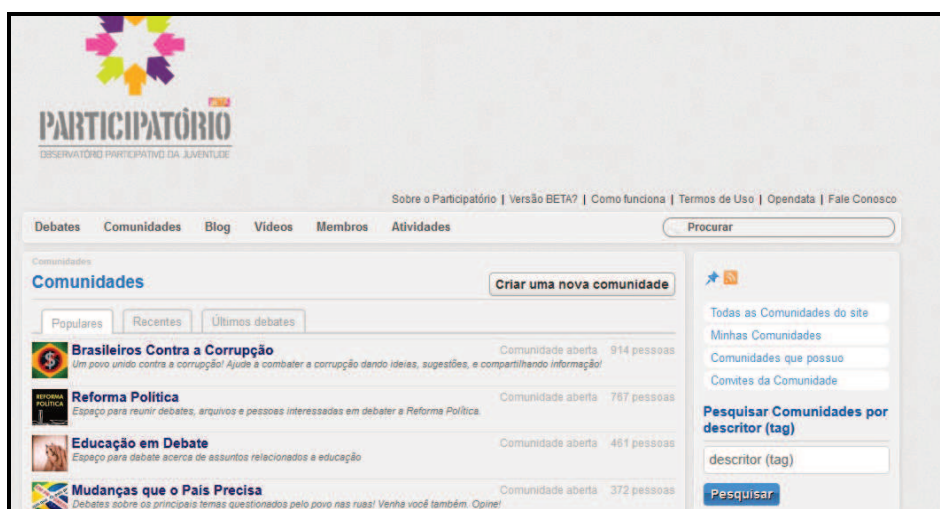 PARTICIPATÓRIO
OBSERVATÓRIO PARTICIPATIVO DA JUVENTUDE
Sobre o Participatório | Versão BETA? | Como funciona | Termos de Uso | Opendata | Fale Conosco
Debates Comunidades Blog Vídeos Membros Atividades Procurar
Comunidades
Comunidades Criar uma nova comunidade
Populares Recentes Últimos debates
Brasileiros Contra a Corrupção Comunidade aberta 914 pessoas
Um povo unido contra a corrupção! Ajude a combater a corrupção dando ideias, sugestões, e compartilhando informação!
REFORMA
POLÍTICA
Reforma Política Comunidade aberta 767 pessoas
Espaço para reunir debates, arquivos e pessoas interessadas em debater a Reforma Política.
Educação em Debate Comunidade aberta 461 pessoas
Espaço para debate acerca de assuntos relacionados a educação
Mudanças que o País Precisa Comunidade aberta 372 pessoas
Debates sobre os principais temas questionados pelo povo nas ruas! Venha você também. Opine!
Todas as Comunidades do site
Minhas Comunidades
Comunidades que possuo
Convites da Comunidade
Pesquisar Comunidades por
descritor (tag)
descritor (tag)
Pesquisar